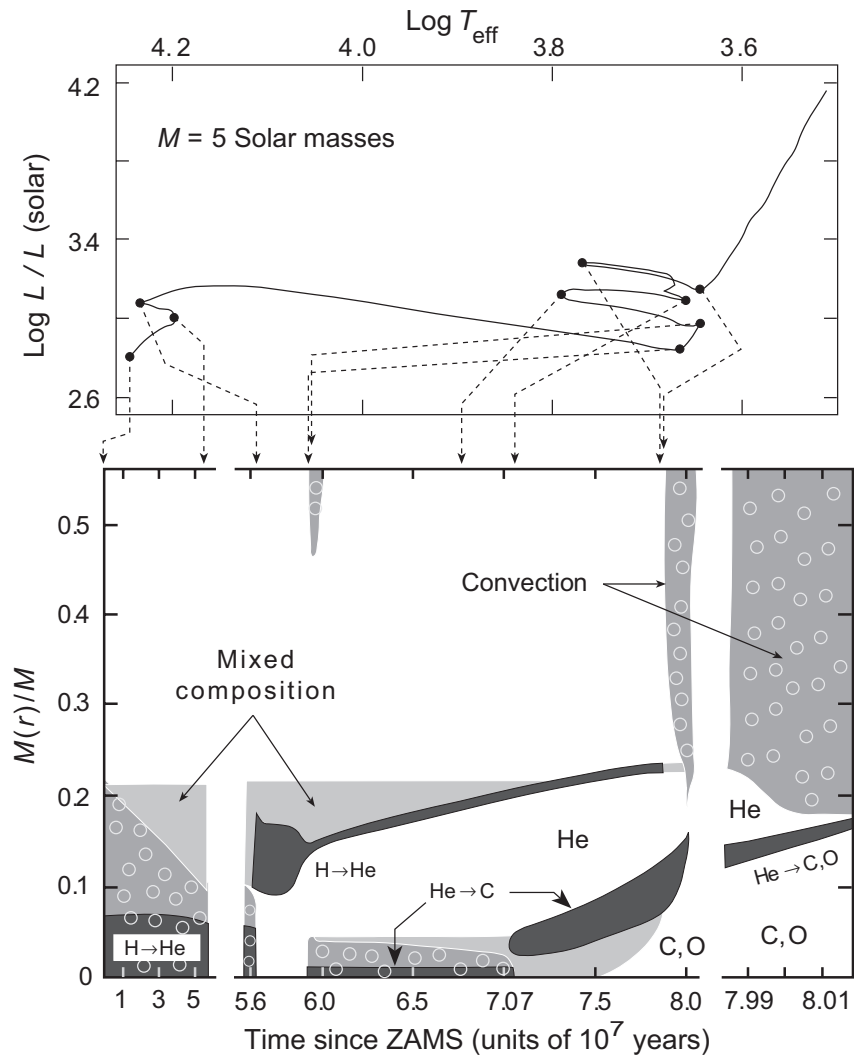 Log T_eff
4.2 4.0 3.8 3.6
4.2
M = 5 Solar masses
3.4
Log L / L (solar)
2.6
0.5
Convection
0.4
Mixed
composition
0.3
M(r)/M
0.2
He
He
H→He
He→C,O
He→C
0.1
C,O
C,O
H→He
0
1 3 5 5.6 6.0 6.5 7.07 7.5 8.0 7.99 8.01
Time since ZAMS (units of 10⁷ years)